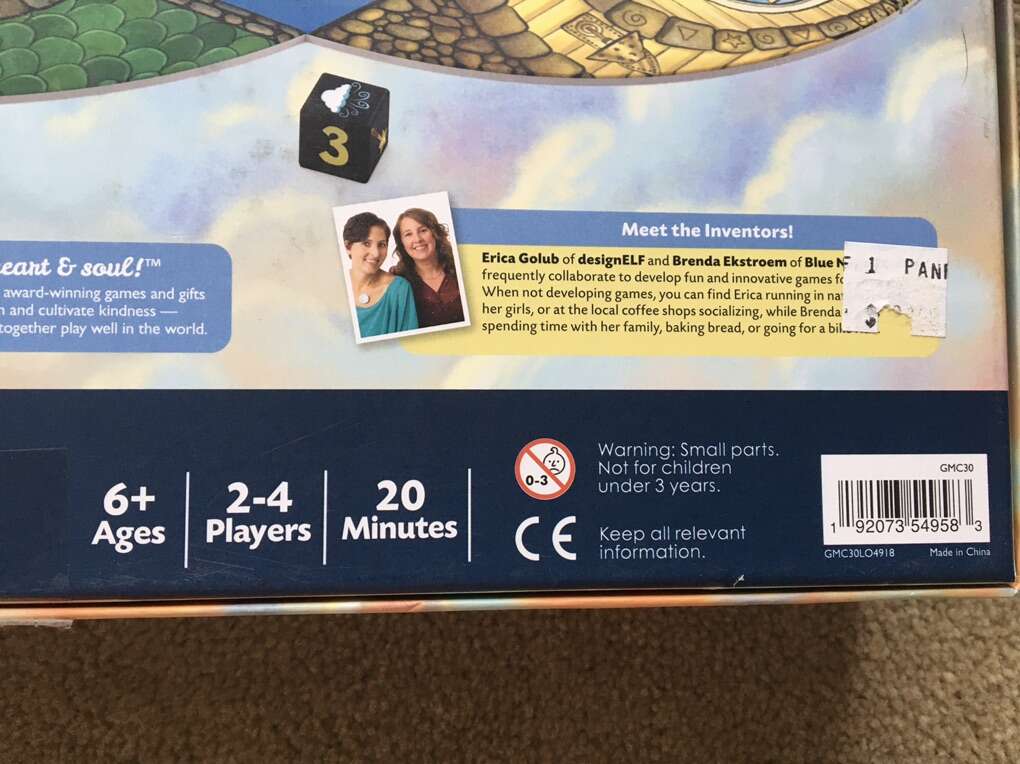 3
Meet the Inventors!
Erica Golub of designELF and Brenda Ekstroem of Blue
frequently collaborate to develop fun and innovative games
When not developing games, you can find Erica running in
her girls, or at the local coffee shops socializing, while Brenda
spending time with her family, baking bread, or going for a
1 PAN
heart & soul!™
award-winning games and gifts
and cultivate kindness —
together play well in the world.
6+
Ages
2-4
Players
20
Minutes
0-3
Warning: Small parts.
Not for children
under 3 years.
CE
Keep all relevant
information.
GMC30
1 92073 54958 3
GMC30LO4918 Made in China